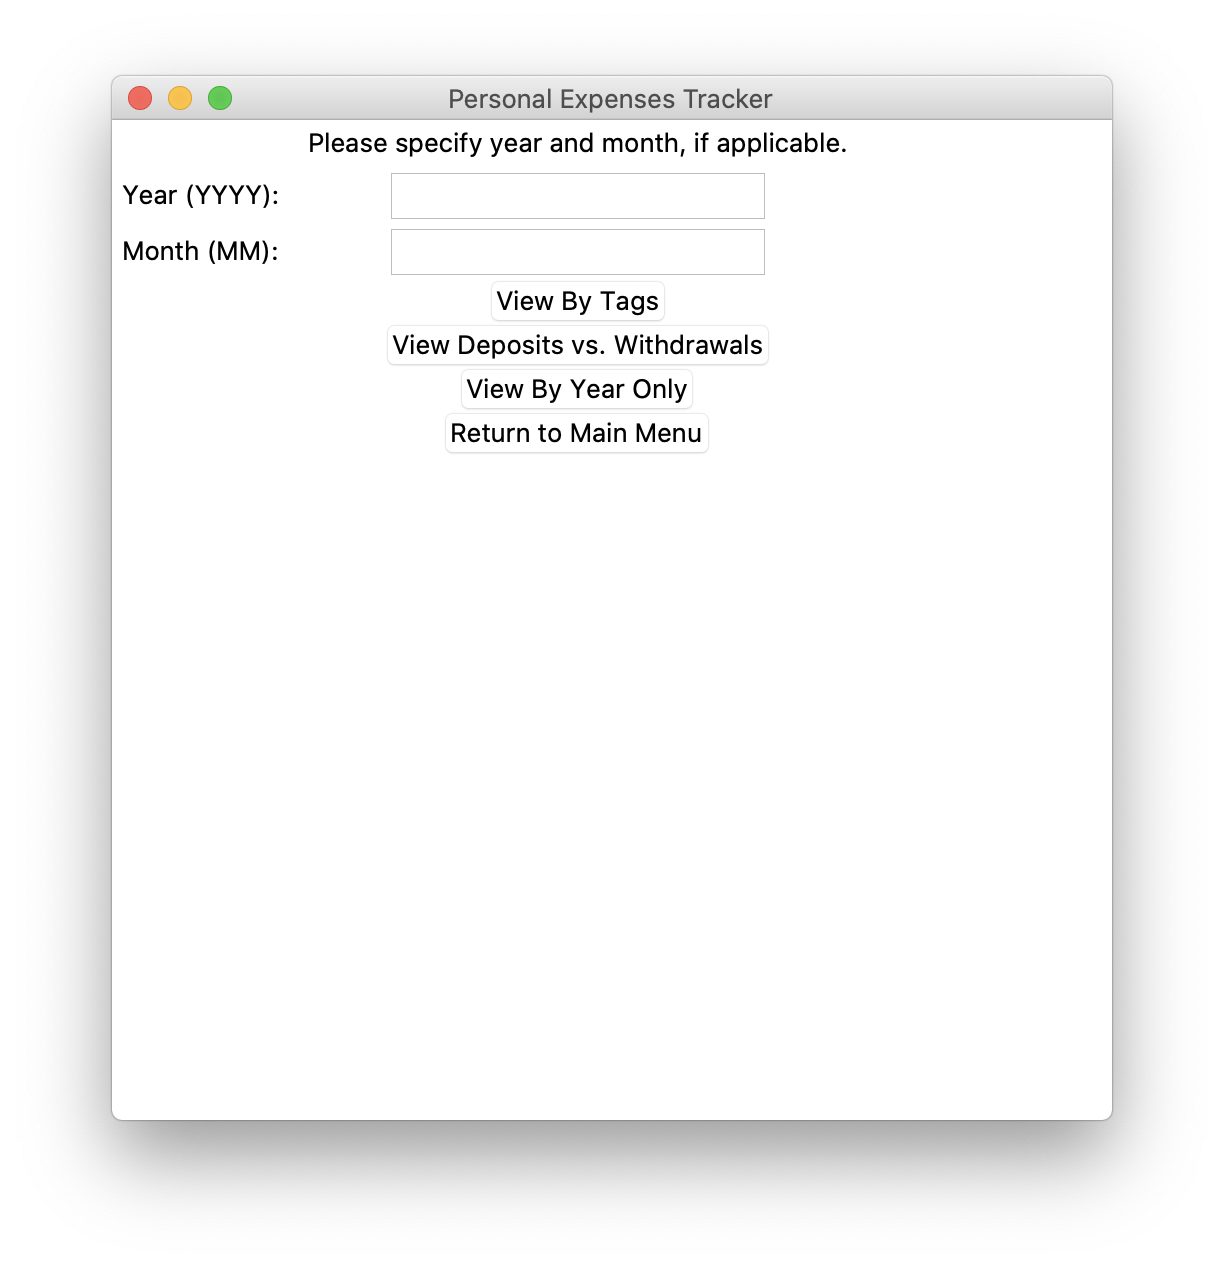 Personal Expenses Tracker
Please specify year and month, if applicable.
Year (YYYY):
Month (MM):
View By Tags
View Deposits vs. Withdrawals
View By Year Only
Return to Main Menu